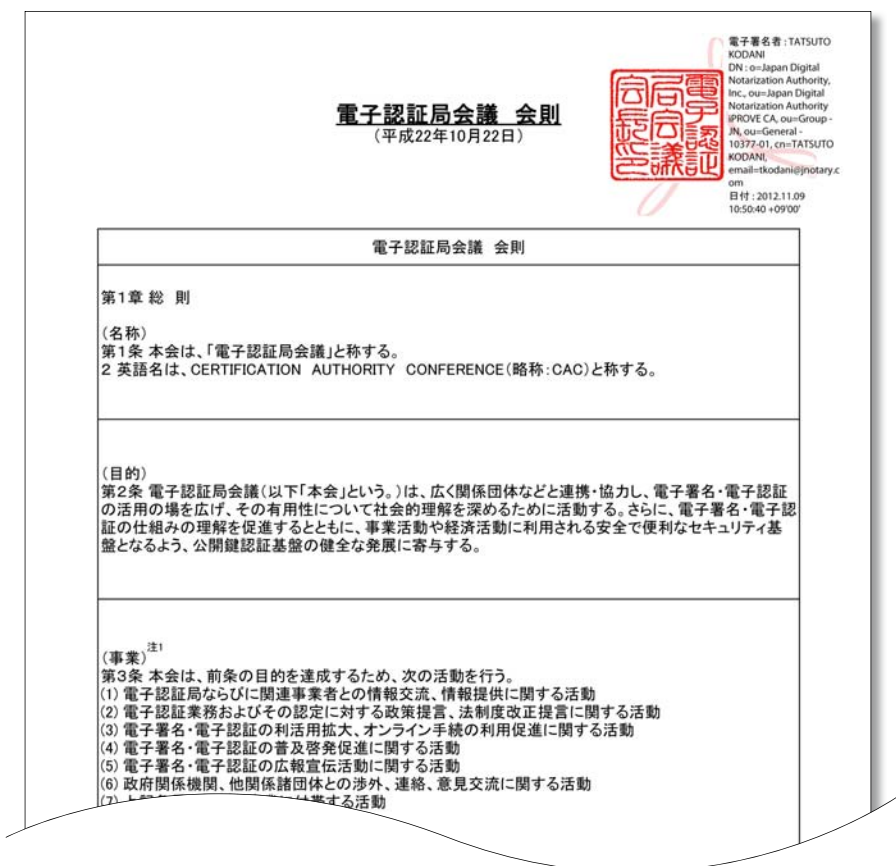 電子署名者 : TATSUTO
KODANI
DN : o=Japan Digital
Notarization Authority,
Inc., ou=Japan Digital
Notarization Authority
iPROVE CA, ou=Group -
JN, ou=General -
10377-01, cn=TATSUTO
KODANI,
email=tkodani@jnotary.c
om
日付 : 2012.11.09
10:50:40 +09'00'
電子認証
局会議
会長印
電子認証局会議 会則
(平成22年10月22日)
電子認証局会議 会則
第1章 総 則
(名称)
第1条 本会は、「電子認証局会議」と称する。
2 英語名は、CERTIFICATION AUTHORITY CONFERENCE(略称:CAC)と称する。
(目的)
第2条 電子認証局会議(以下「本会」という。)は、広く関係団体などと連携・協力し、電子署名・電子認証
の活用の場を広げ、その有用性について社会的理解を深めるために活動する。さらに、電子署名・電子認
証の仕組みの理解を促進するとともに、事業活動や経済活動に利用される安全で便利なセキュリティ基
盤となるよう、公開鍵認証基盤の健全な発展に寄与する。
(事業)注1
第3条 本会は、前条の目的を達成するため、次の活動を行う。
(1) 電子認証局ならびに関連事業者との情報交流、情報提供に関する活動
(2) 電子認証業務およびその認定に対する政策提言、法制度改正提言に関する活動
(3) 電子署名・電子認証の利活用拡大、オンライン手続の利用促進に関する活動
(4) 電子署名・電子認証の普及啓発促進に関する活動
(5) 電子署名・電子認証の広報宣伝活動に関する活動
(6) 政府関係機関、他関係諸団体との渉外、連絡、意見交流に関する活動
(7) 帯する活動